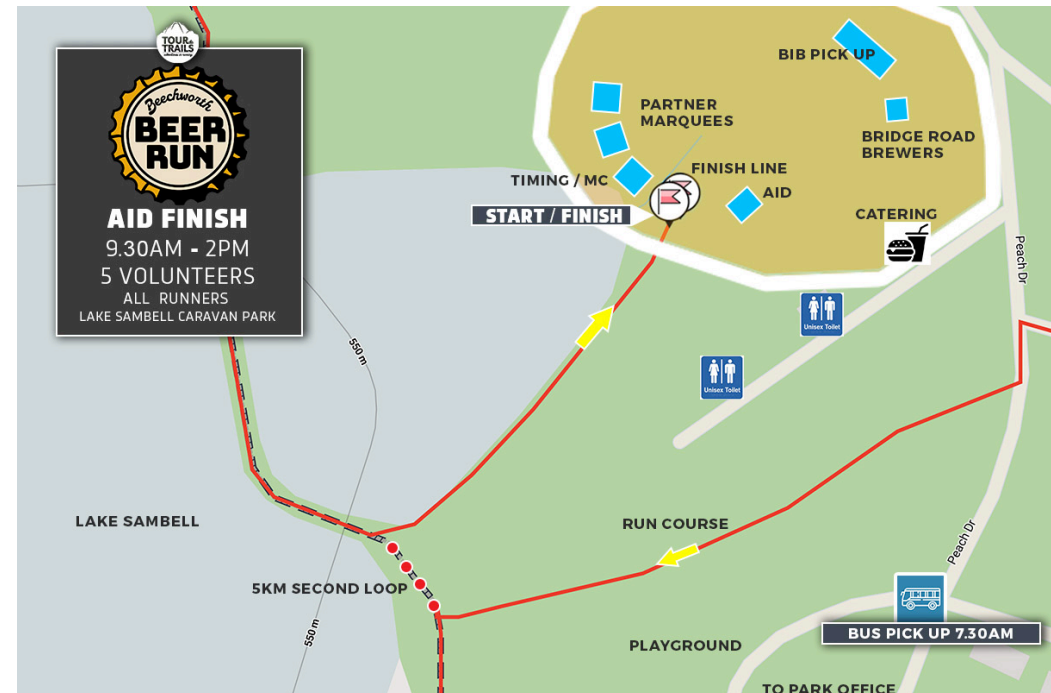 TOUR DE
TRAILS
Beechworth
BEER
RUN
AID FINISH
9.30AM - 2PM
5 VOLUNTEERS
ALL RUNNERS
LAKE SAMBELL CARAVAN PARK
BIB PICK UP
PARTNER
MARQUEES
BRIDGE ROAD
BREWERS
FINISH LINE
TIMING / MC
AID
START / FINISH
CATERING
Peach Dr
Unisex Toilet
550 m
Unisex Toilet
LAKE SAMBELL
RUN COURSE
Peach Dr
5KM SECOND LOOP
550 m
BUS PICK UP 7.30AM
PLAYGROUND
TO PARK OFFICE